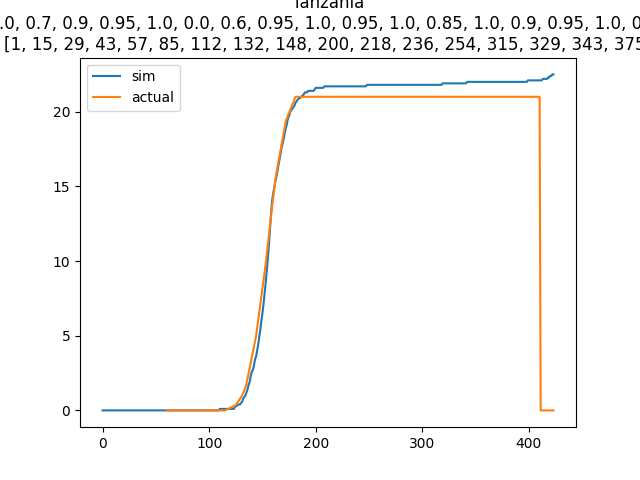 Tanzania
.0, 0.7, 0.9, 0.95, 1.0, 0.0, 0.6, 0.95, 1.0, 0.95, 1.0, 0.85, 1.0, 0.9, 0.95, 1.0, 0
[1, 15, 29, 43, 57, 85, 112, 132, 148, 200, 218, 236, 254, 315, 329, 343, 375
sim
actual
20
15
10
5
0
0 100 200 300 400